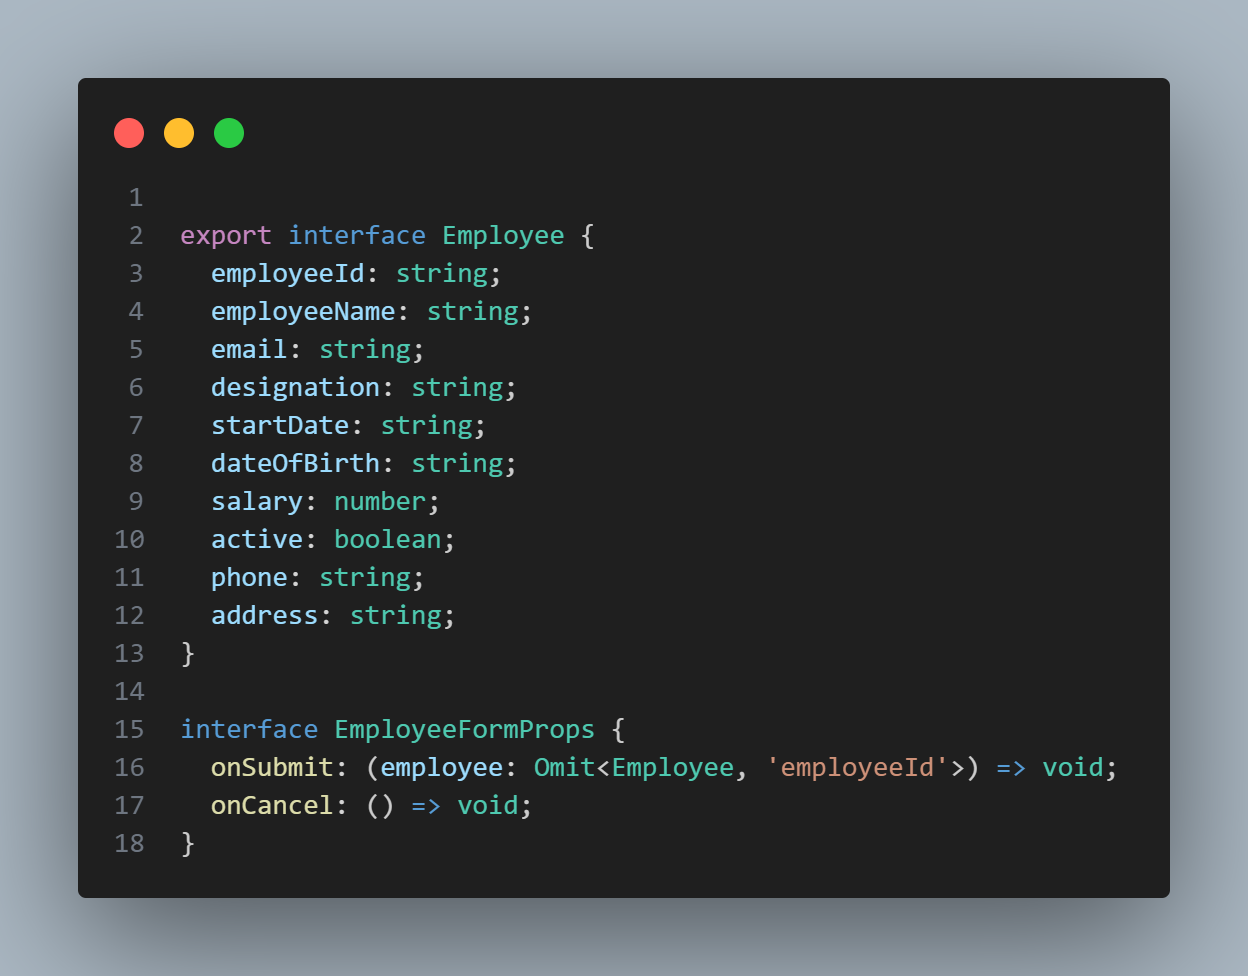 1
2 export interface Employee {
3   employeeId: string;
4   employeeName: string;
5   email: string;
6   designation: string;
7   startDate: string;
8   dateOfBirth: string;
9   salary: number;
10   active: boolean;
11   phone: string;
12   address: string;
13 }
14
15 interface EmployeeFormProps {
16   onSubmit: (employee: Omit<Employee, 'employeeId'>) => void;
17   onCancel: () => void;
18 }